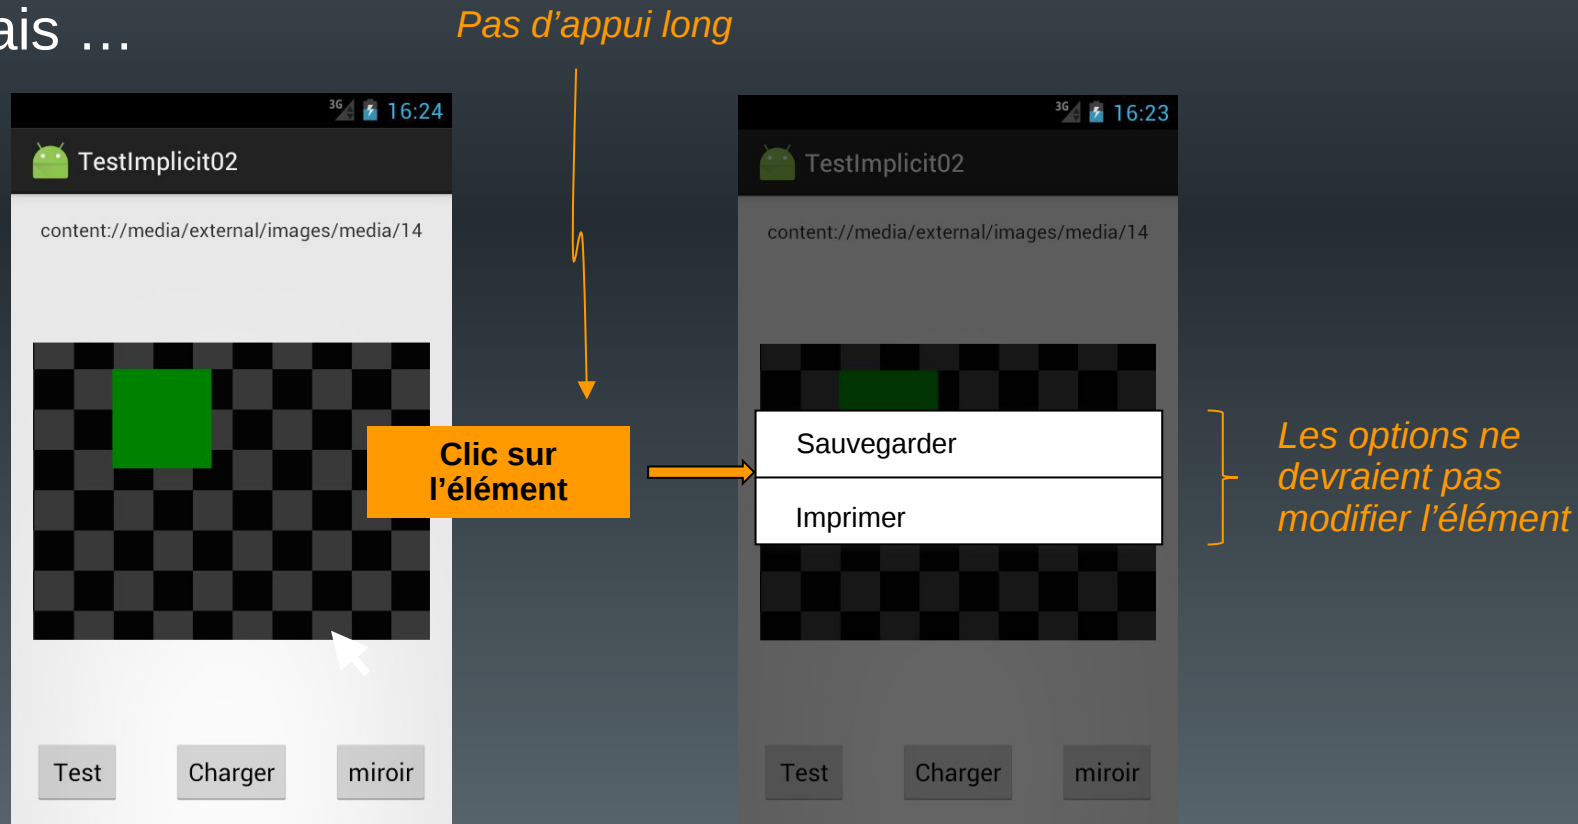 ais …
Pas d’appui long
3G 16:24
TestImplicit02
content://media/external/images/media/14
Test Charger miroir
Clic sur
l’élément
3G 16:23
TestImplicit02
content://media/external/images/media/14
Sauvegarder
Imprimer
Test Charger miroir
Les options ne
devraient pas
modifier l’élément